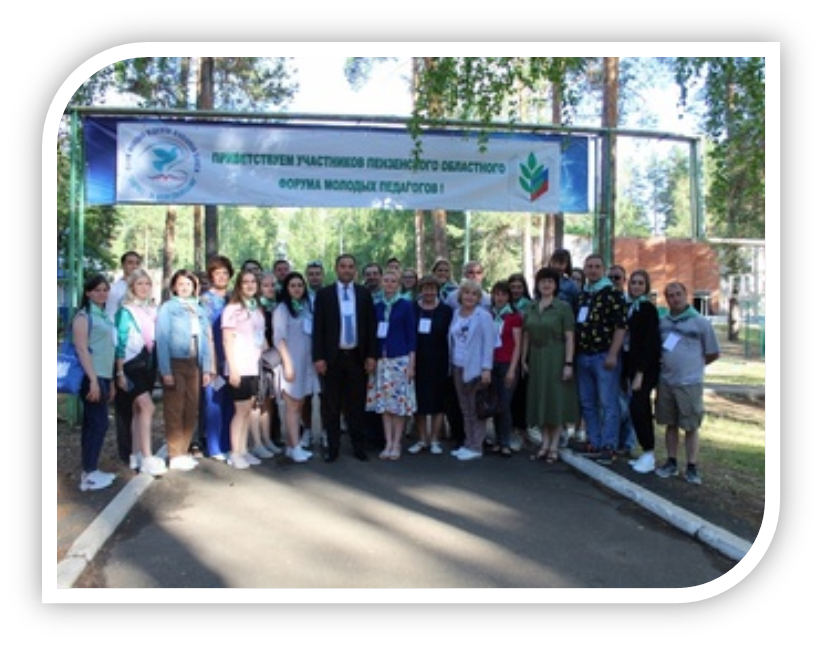 ПРИВЕТСТВУЕМ УЧАСТНИКОВ ПЕНЗЕНСКОГО ОБЛАСТНОГО
ФОРУМА МОЛОДЫХ ПЕДАГОГОВ !